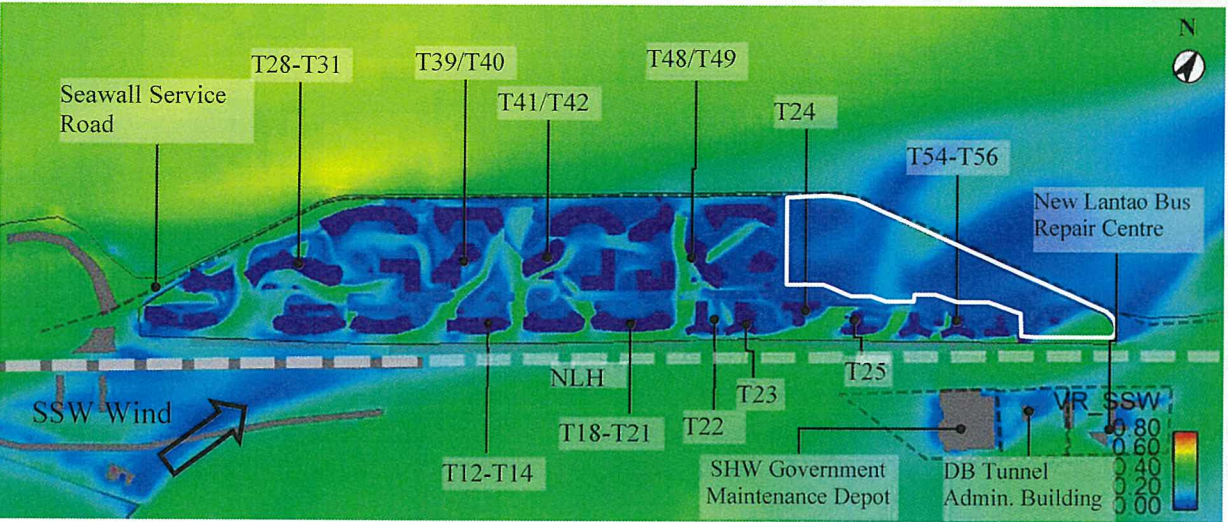 N
T28-T31
T39/T40
T48/T49
Seawall Service
Road
T41/T42
T24
T54-T56
New Lantao Bus
Repair Centre
NLH
T25
T23
SSW Wind
VR_SSW
T18-T21
T22
0.80
0.60
0.40
0.20
0.00
T12-T14
SHW Government
Maintenance Depot
DB Tunnel
Admin. Building